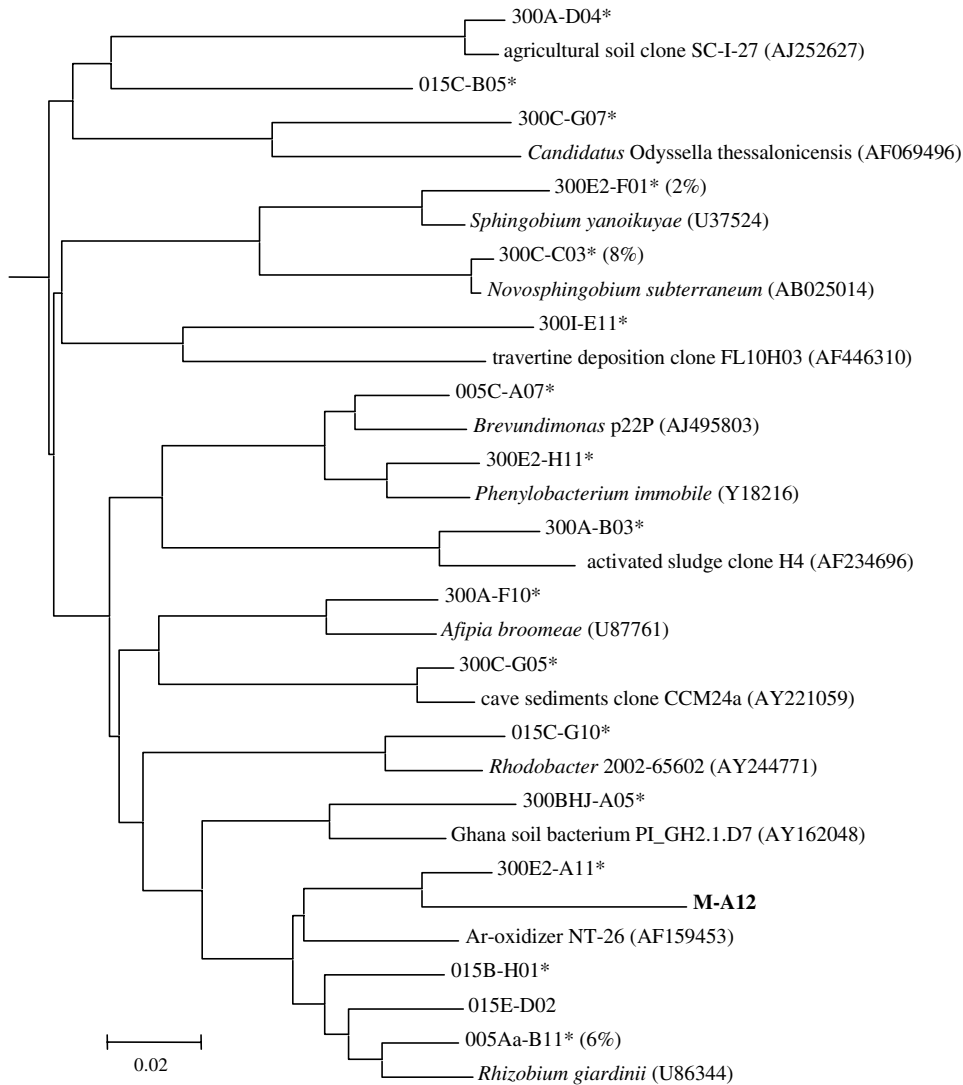 300A-D04*
agricultural soil clone SC-I-27 (AJ252627)
015C-B05*
300C-G07*
Candidatus Odyssella thessalonicensis (AF069496)
300E2-F01* (2%)
Sphingobium yanoikuyae (U37524)
300C-C03* (8%)
Novosphingobium subterraneum (AB025014)
300I-E11*
travertine deposition clone FL10H03 (AF446310)
005C-A07*
Brevundimonas p22P (AJ495803)
300E2-H11*
Phenylobacterium immobile (Y18216)
300A-B03*
activated sludge clone H4 (AF234696)
300A-F10*
Afipia broomeae (U87761)
300C-G05*
cave sediments clone CCM24a (AY221059)
015C-G10*
Rhodobacter 2002-65602 (AY244771)
300BHJ-A05*
Ghana soil bacterium PI_GH2.1.D7 (AY162048)
300E2-A11*
M-A12
Ar-oxidizer NT-26 (AF159453)
015B-H01*
015E-D02
005Aa-B11* (6%)
Rhizobium giardinii (U86344)
0.02